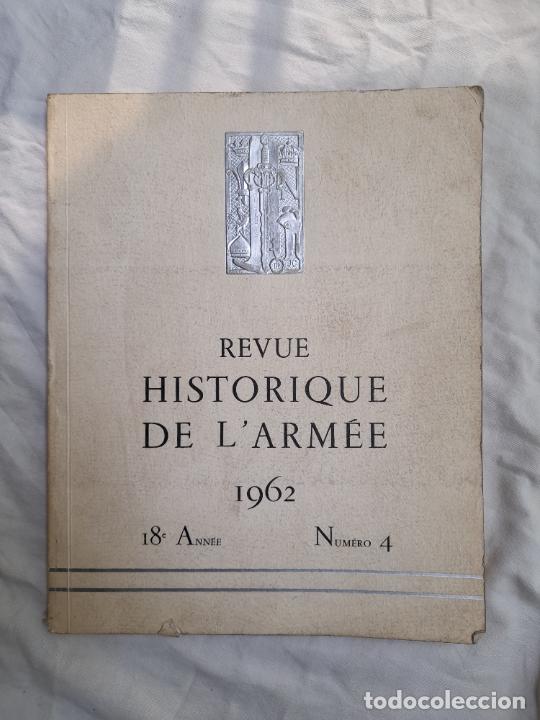 REVUE
HISTORIQUE
DE L'ARMÉE
1962
18e ANNÉE NUMÉRO 4
todocoleccion